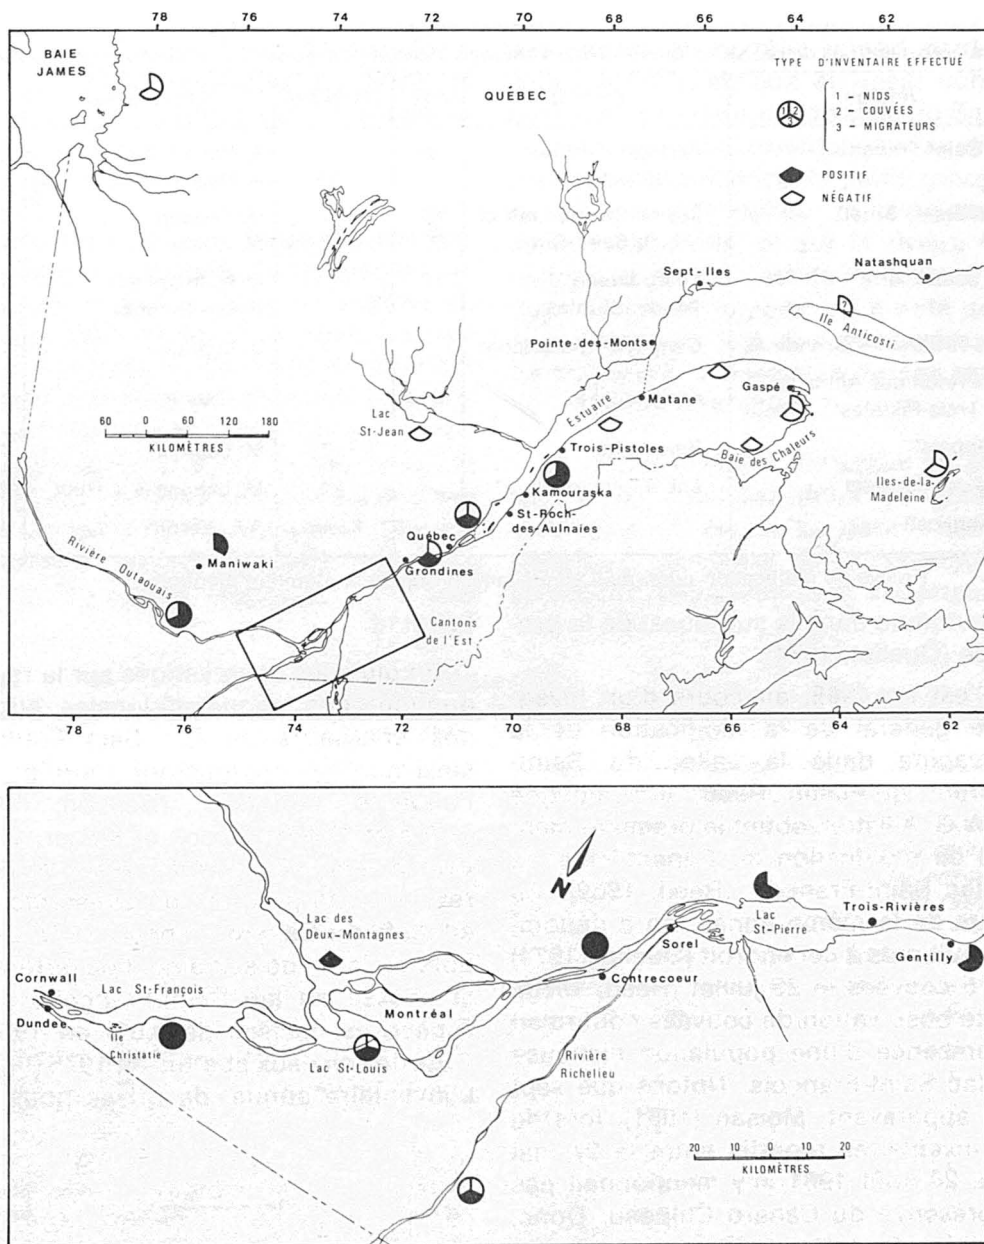 78 76 74 72 70 68 66 64 62
BAIE
JAMES
QUÉBEC
TYPE D'INVENTAIRE EFFECTUÉ
1 2
3
1 - NIDS
2 - COUVÉES
3 - MIGRATEURS
POSITIF
NÉGATIF
Sept-Iles
Natashquan
?
Ile Anticosti
Pointe-des-Monts
Gaspé
Matane
Estuaire
Lac
St-Jean
60 0 60 120 180
KILOMÈTRES
Trois-Pistoles
Baie des Chaleurs
Iles-de-la-
Madeleine
Kamouraska
St-Roch-
des-Aulnaies
Québec
Grondines
Maniwaki
Rivière Outaouais
Cantons
de l'Est
78 76 74 72 70 68 66 64 62
N
Lac des
Deux-Montagnes
Lac
St-Pierre
Trois-Rivières
Sorel
Gentilly
Cornwall
Lac St-François
Contrecoeur
Montréal
Dundee
Ile
Christatie
Lac St-Louis
Rivière
Richelieu
20 10 0 10 20
KILOMÈTRES